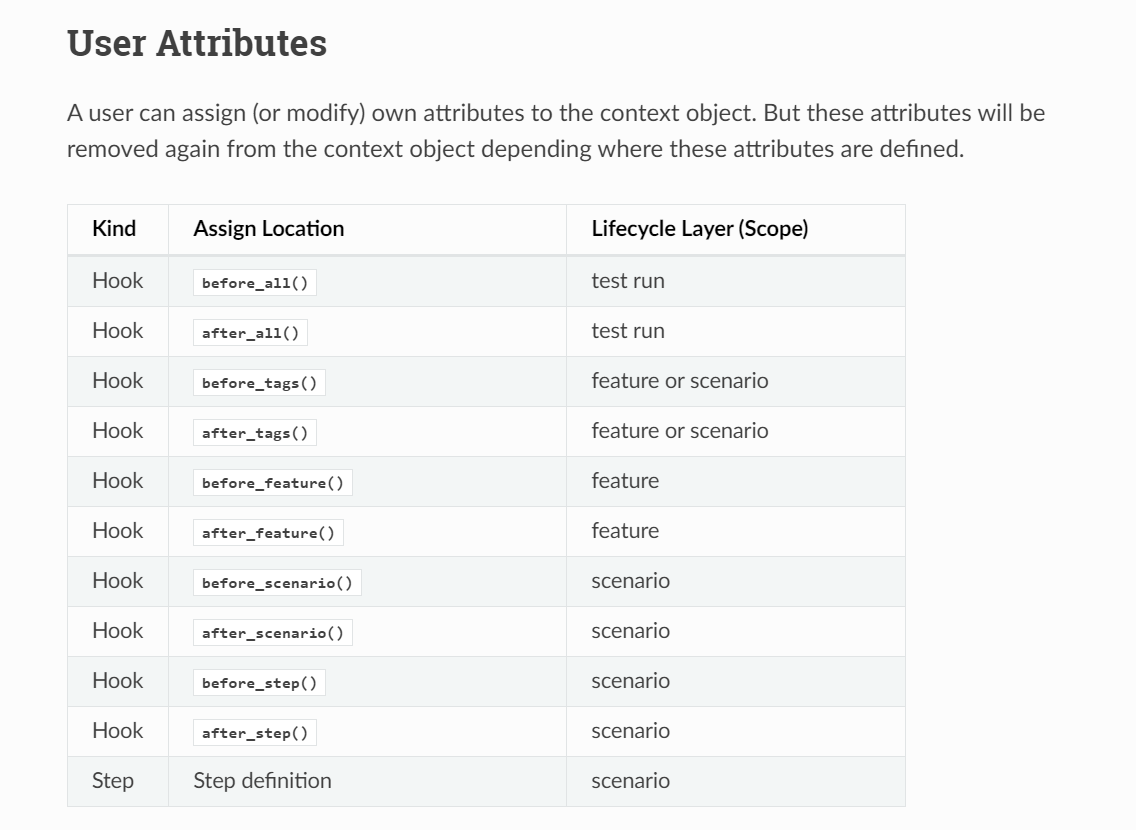 User Attributes
A user can assign (or modify) own attributes to the context object. But these attributes will be
removed again from the context object depending where these attributes are defined.
Kind Assign Location Lifecycle Layer (Scope)
Hook before_all() test run
Hook after_all() test run
Hook before_tags() feature or scenario
Hook after_tags() feature or scenario
Hook before_feature() feature
Hook after_feature() feature
Hook before_scenario() scenario
Hook after_scenario() scenario
Hook before_step() scenario
Hook after_step() scenario
Step Step definition scenario